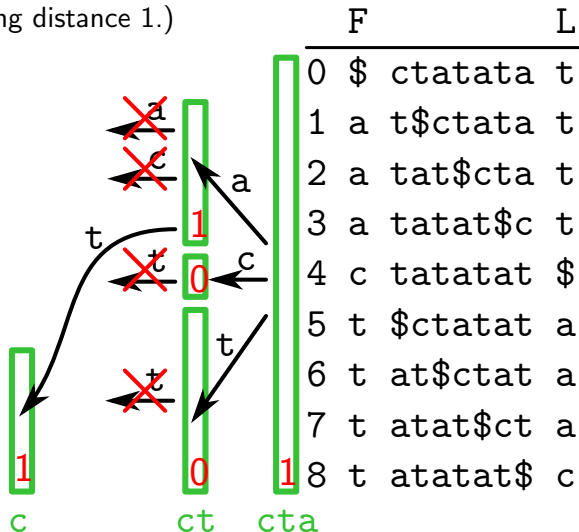 ng distance 1.)
F L
0 $ ctatata t
a
1 a t$ctata t
c
2 a tat$cta t
a
1
3 a tatat$c t
t
t
0
c
4 c tatatat $
5 t $ctatat a
t
t
6 t at$ctat a
7 t atat$ct a
1
0
1
8 t atatat$ c
c ct cta